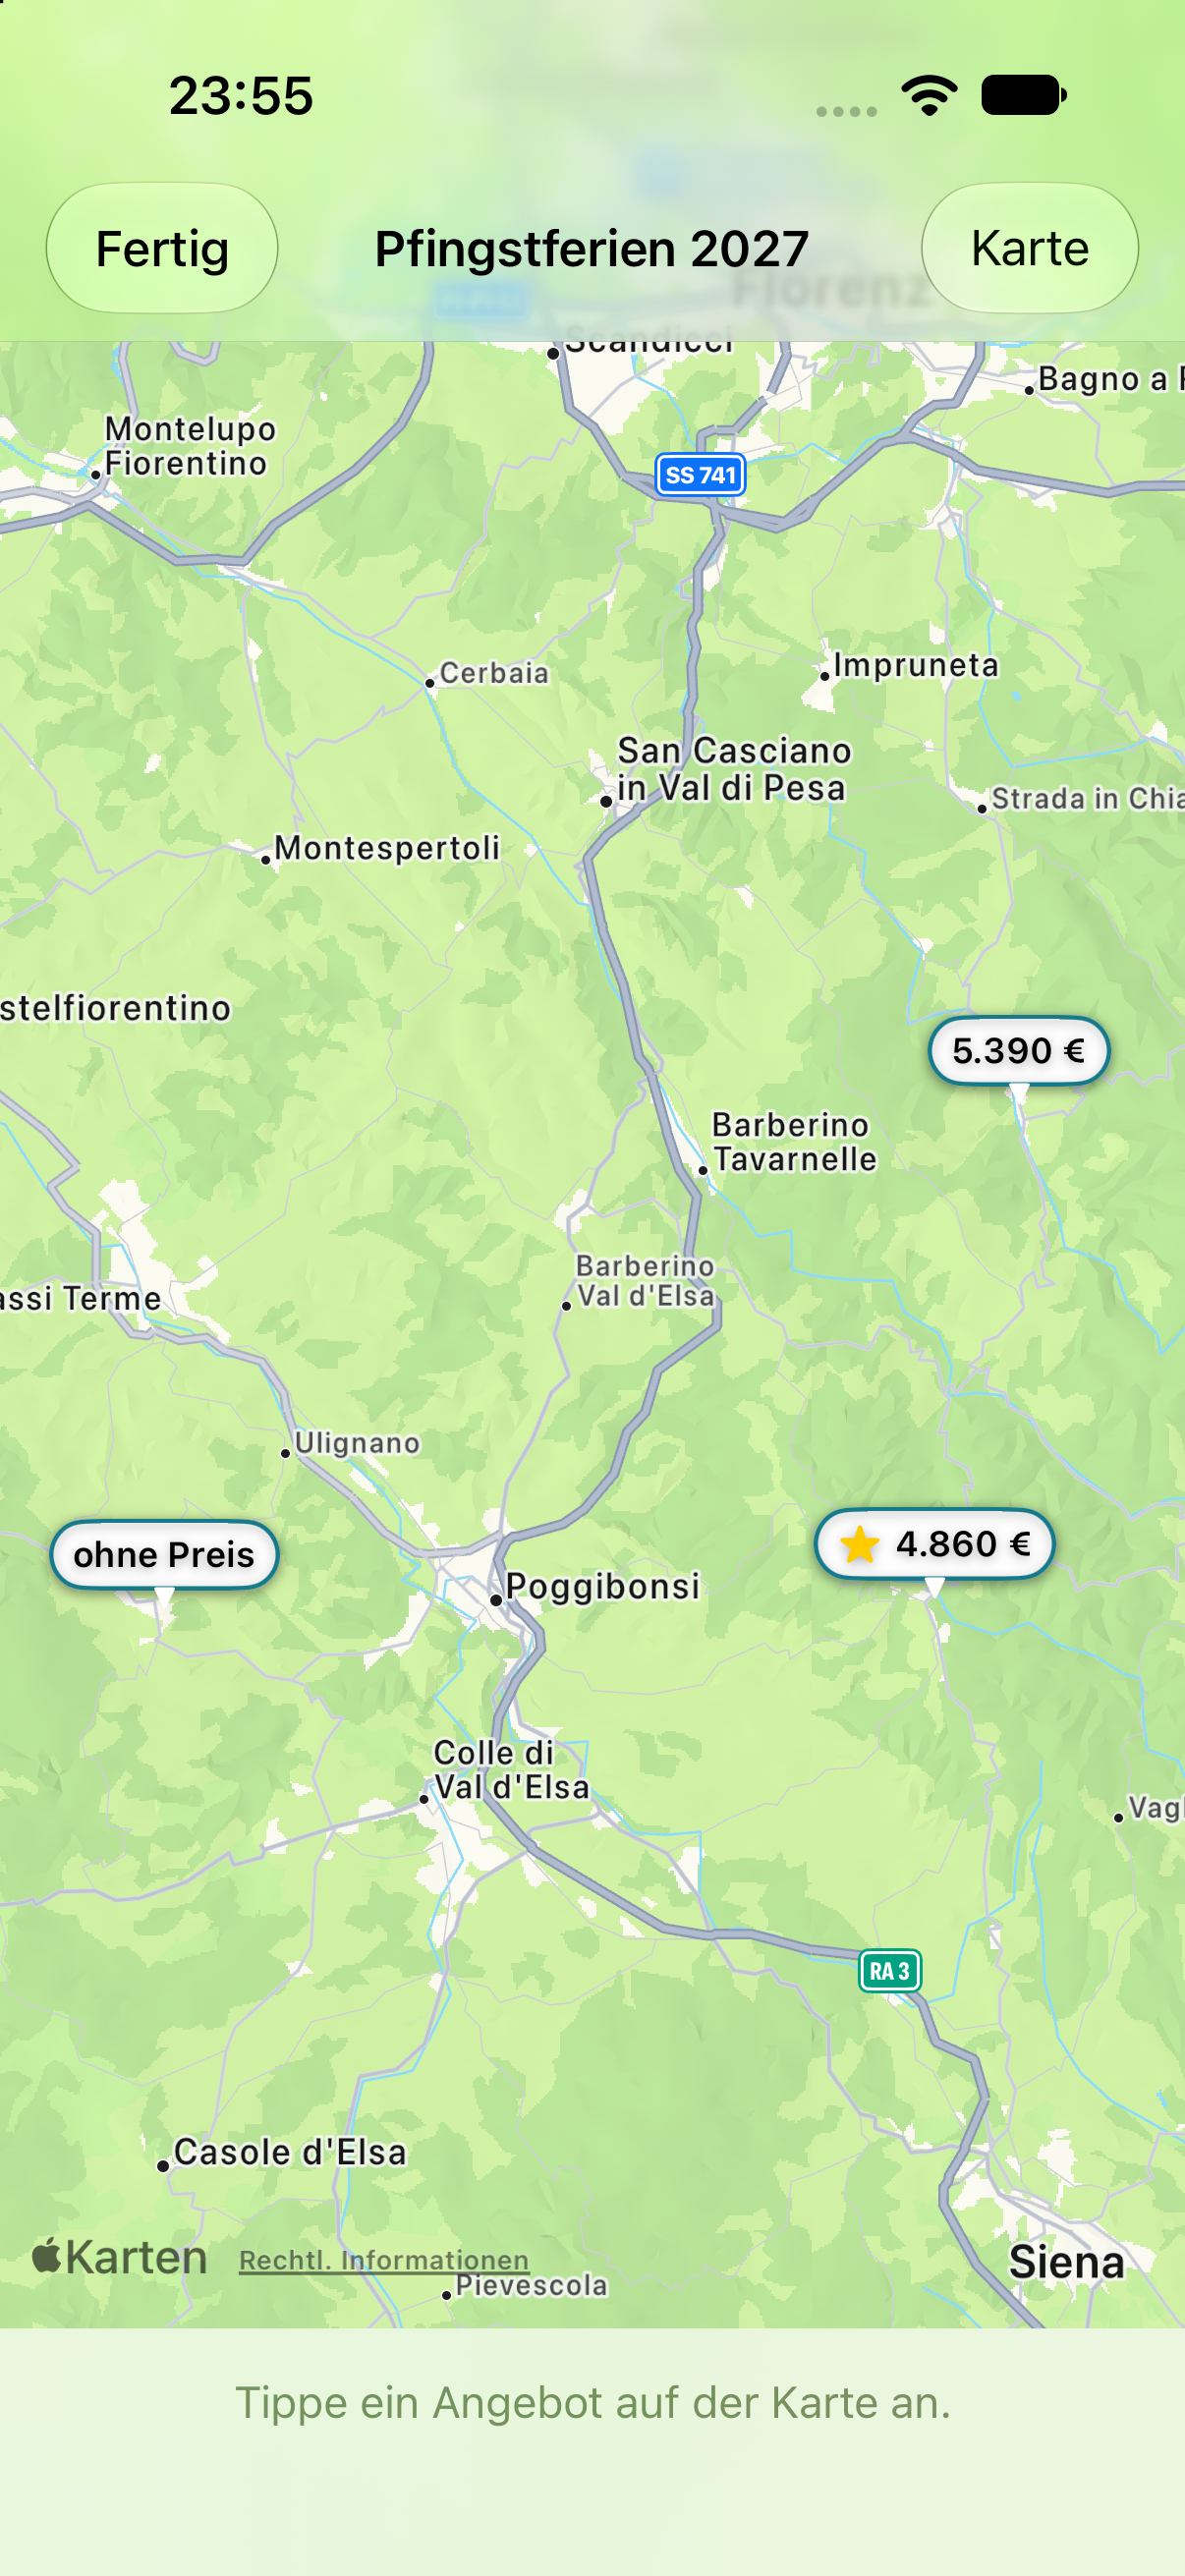 23:55
Fertig
Pfingstferien 2027
Karte
Florenz
Scandicci
Bagno a
Montelupo
Fiorentino
SS 741
Cerbaia
Impruneta
San Casciano
in Val di Pesa
Strada in Chia
Montespertoli
stelfiorentino
5.390 €
Barberino
Tavarnelle
Barberino
Val d'Elsa
assi Terme
Ulignano
ohne Preis
4.860 €
Poggibonsi
Colle di
Val d'Elsa
Vagl
RA 3
Casole d'Elsa
Karten
Rechtl. Informationen
Siena
Pievescola
Tippe ein Angebot auf der Karte an.